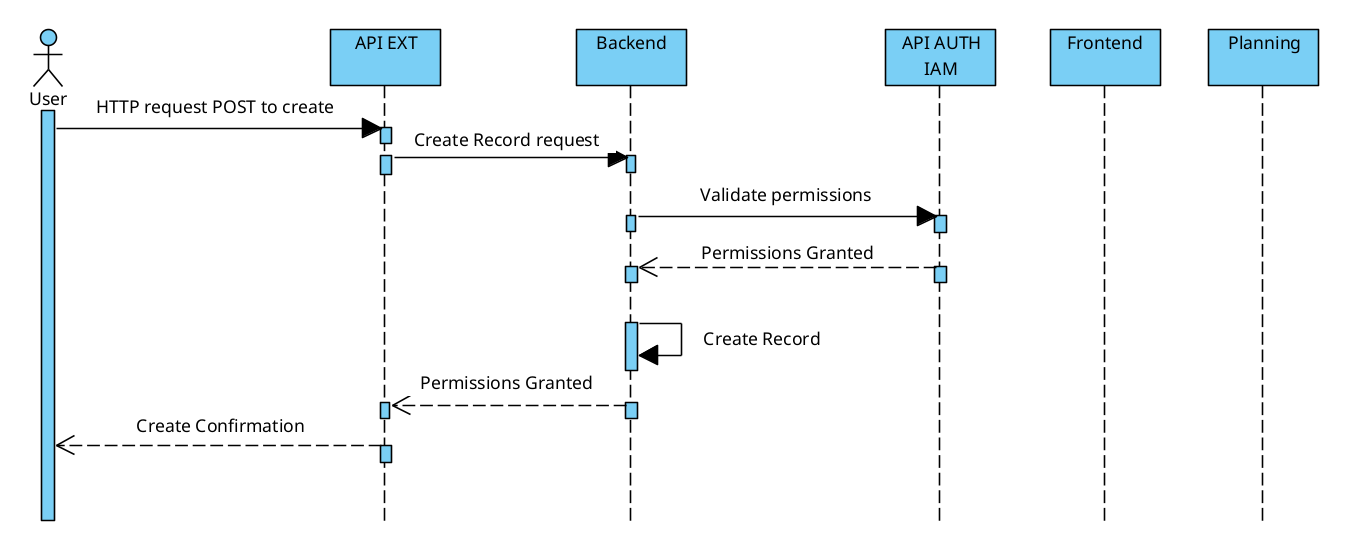 API EXT
Backend
API AUTH
IAM
Frontend
Planning
User
HTTP request POST to create
Create Record request
Validate permissions
Permissions Granted
Create Record
Permissions Granted
Create Confirmation